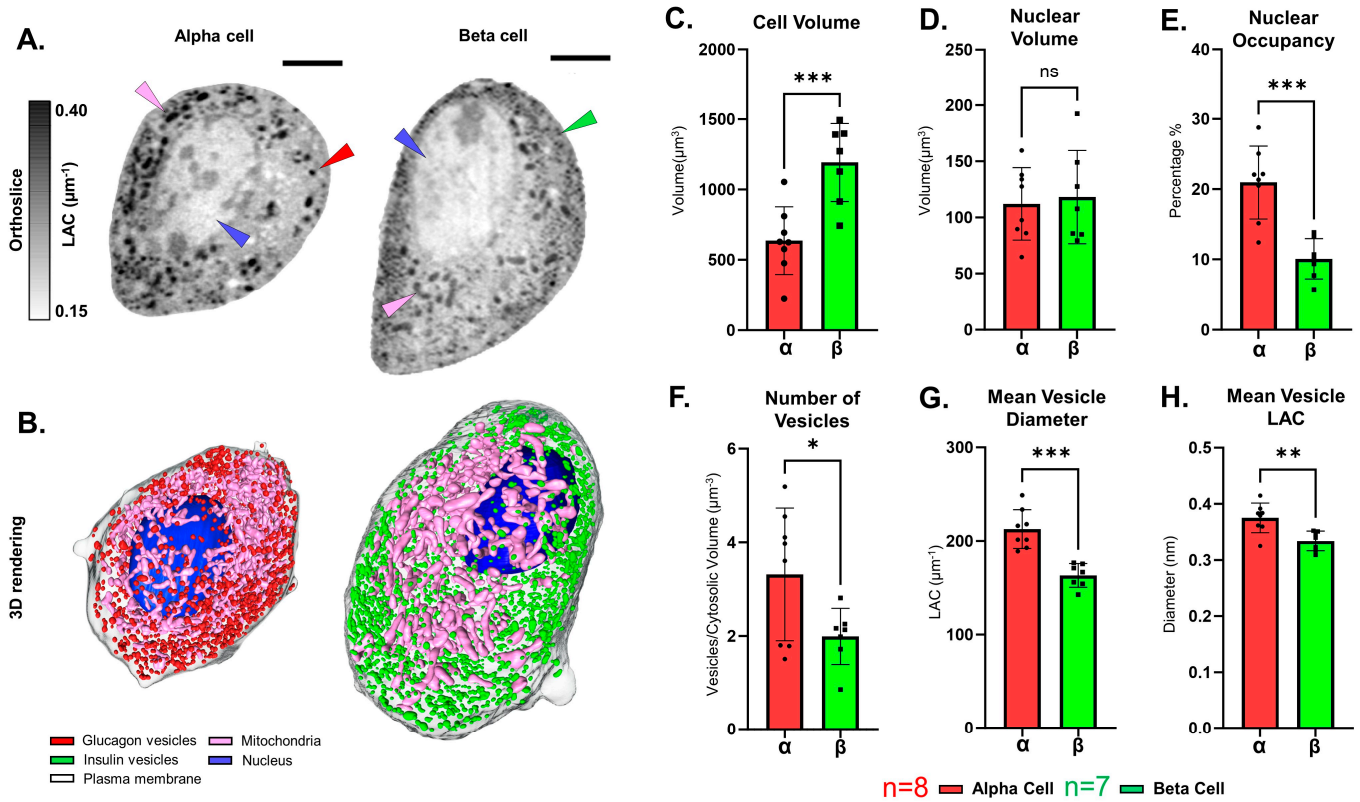 A.
Alpha cell
Beta cell
0.40
0.15
Orthoslice
LAC (µm⁻¹)
B.
3D rendering
Glucagon vesicles
Mitochondria
Insulin vesicles
Nucleus
Plasma membrane
C.
Cell Volume
***
Volume(µm³)
2000
1500
1000
500
0
α
β
D.
Nuclear
Volume
ns
Volume(µm³)
250
200
150
100
50
0
α
β
E.
Nuclear
Occupancy
***
Percentage %
40
30
20
10
0
α
β
F.
Number of
Vesicles
*
Vesicles/Cytosolic Volume (µm⁻³)
6
4
2
0
α
β
G.
Mean Vesicle
Diameter
***
LAC (µm⁻¹)
300
200
100
0
α
β
H.
Mean Vesicle
LAC
**
Diameter (nm)
0.5
0.4
0.3
0.2
0.1
0.0
α
β
n=8 Alpha Cell n=7 Beta Cell